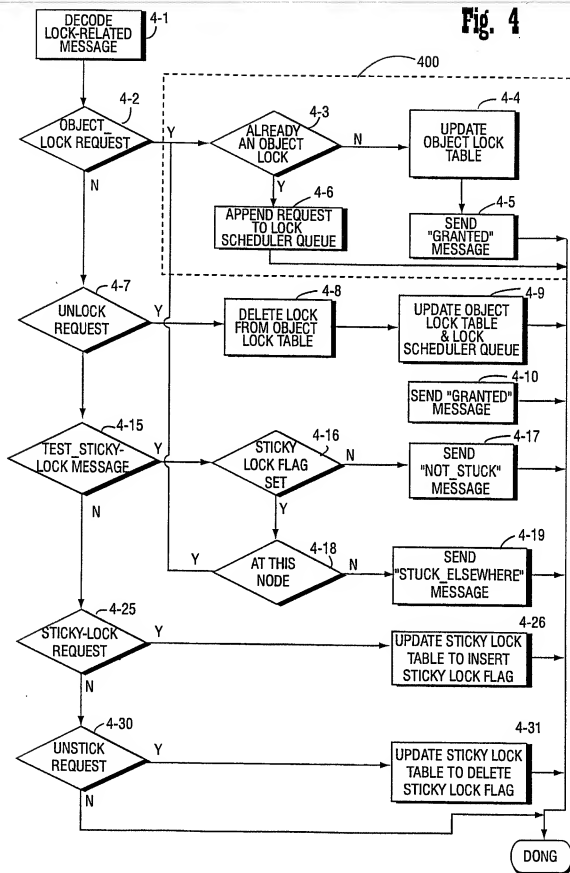 Fig. 4
DECODE
LOCK-RELATED
MESSAGE
4-1
400
4-2
OBJECT_
LOCK REQUEST
Y
N
4-3
ALREADY
AN OBJECT
LOCK
N
Y
4-4
UPDATE
OBJECT LOCK
TABLE
4-6
APPEND REQUEST
TO LOCK
SCHEDULER QUEUE
4-5
SEND
"GRANTED"
MESSAGE
4-7
UNLOCK
REQUEST
Y
N
4-8
DELETE LOCK
FROM OBJECT
LOCK TABLE
4-9
UPDATE OBJECT
LOCK TABLE
& LOCK
SCHEDULER QUEUE
4-10
SEND "GRANTED"
MESSAGE
4-15
TEST_STICKY-
LOCK MESSAGE
Y
N
4-16
STICKY
LOCK FLAG
SET
N
Y
4-17
SEND
"NOT_STUCK"
MESSAGE
4-18
AT THIS
NODE
Y
N
4-19
SEND
"STUCK_ELSEWHERE"
MESSAGE
4-25
STICKY-LOCK
REQUEST
Y
N
4-26
UPDATE STICKY LOCK
TABLE TO INSERT
STICKY LOCK FLAG
4-30
UNSTICK
REQUEST
Y
N
4-31
UPDATE STICKY LOCK
TABLE TO DELETE
STICKY LOCK FLAG
DONG